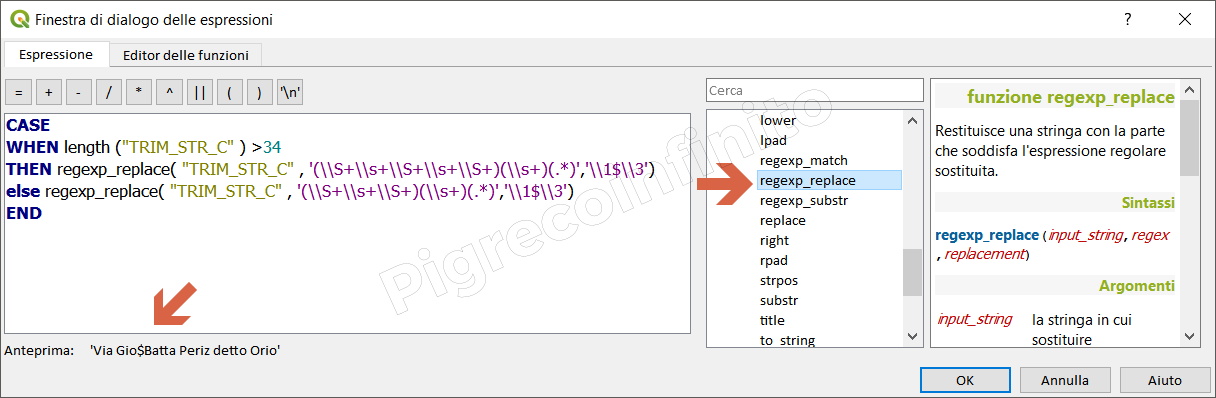 Finestra di dialogo delle espressioni
?
Espressione
Editor delle funzioni
= + - / * ^ || ( ) '\n'
CASE
WHEN length ("TRIM_STR_C" ) >34
THEN regexp_replace( "TRIM_STR_C" , '(\\S+\\s+\\S+\\s+\\S+)(\\s+)(.*)','\\1$\\3')
else regexp_replace( "TRIM_STR_C" , '(\\S+\\s+\\S+)(\\s+)(.*)','\\1$\\3')
END
Anteprima: 'Via Gio$Batta Periz detto Orio'
Cerca
lower
lpad
regexp_match
regexp_replace
regexp_substr
replace
right
rpad
strpos
substr
title
to_string
funzione regexp_replace
Restituisce una stringa con la parte
che soddisfa l'espressione regolare
sostituita.
Sintassi
regexp_replace(input_string,regex
,replacement)
Argomenti
input_string la stringa in cui
sostituire
OK
Annulla
Aiuto
Pigrecoinfinito